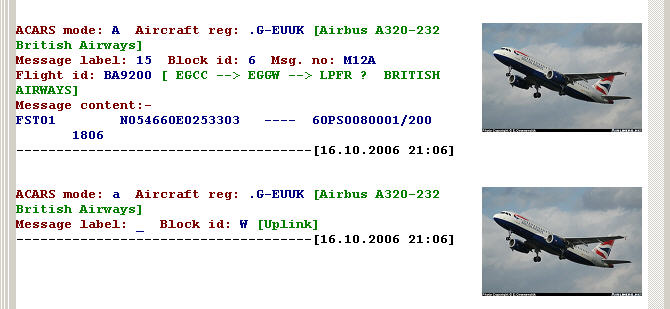 ACARS mode: A Aircraft reg: .G-EUUK [Airbus A320-232
British Airways]
Message label: 15 Block id: 6 Msg. no: M12A
Flight id: BA9200 [ EGCC --> EGGW --> LPFR ? BRITISH
AIRWAYS]
Message content:-
FST01 N054660E0253303 ---- 60PS0080001/200
1806
-------------------------------------[16.10.2006 21:06]
ACARS mode: a Aircraft reg: .G-EUUK [Airbus A320-232
British Airways]
Message label: _ Block id: W [Uplink]
-------------------------------------[16.10.2006 21:06]